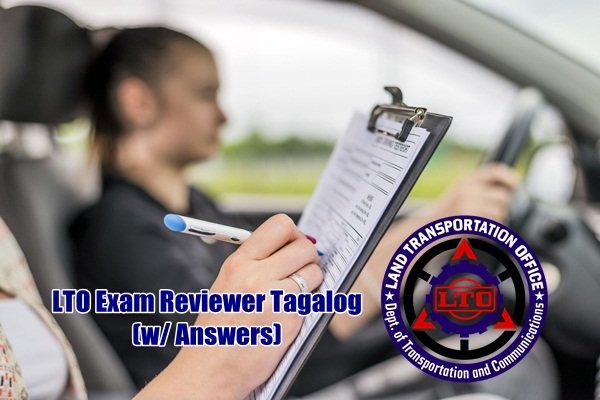 LTO Exam Reviewer Tagalog
(w/ Answers)
LAND TRANSPORTATION OFFICE
LTO
Dept. of Transportation and Communications